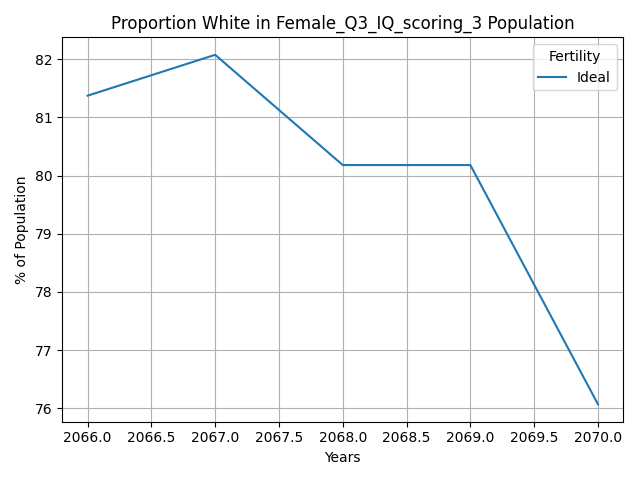 Proportion White in Female_Q3_IQ_scoring_3 Population
Fertility
Ideal
82
81
80
79
78
77
76
% of Population
2066.0 2066.5 2067.0 2067.5 2068.0 2068.5 2069.0 2069.5 2070.0
Years